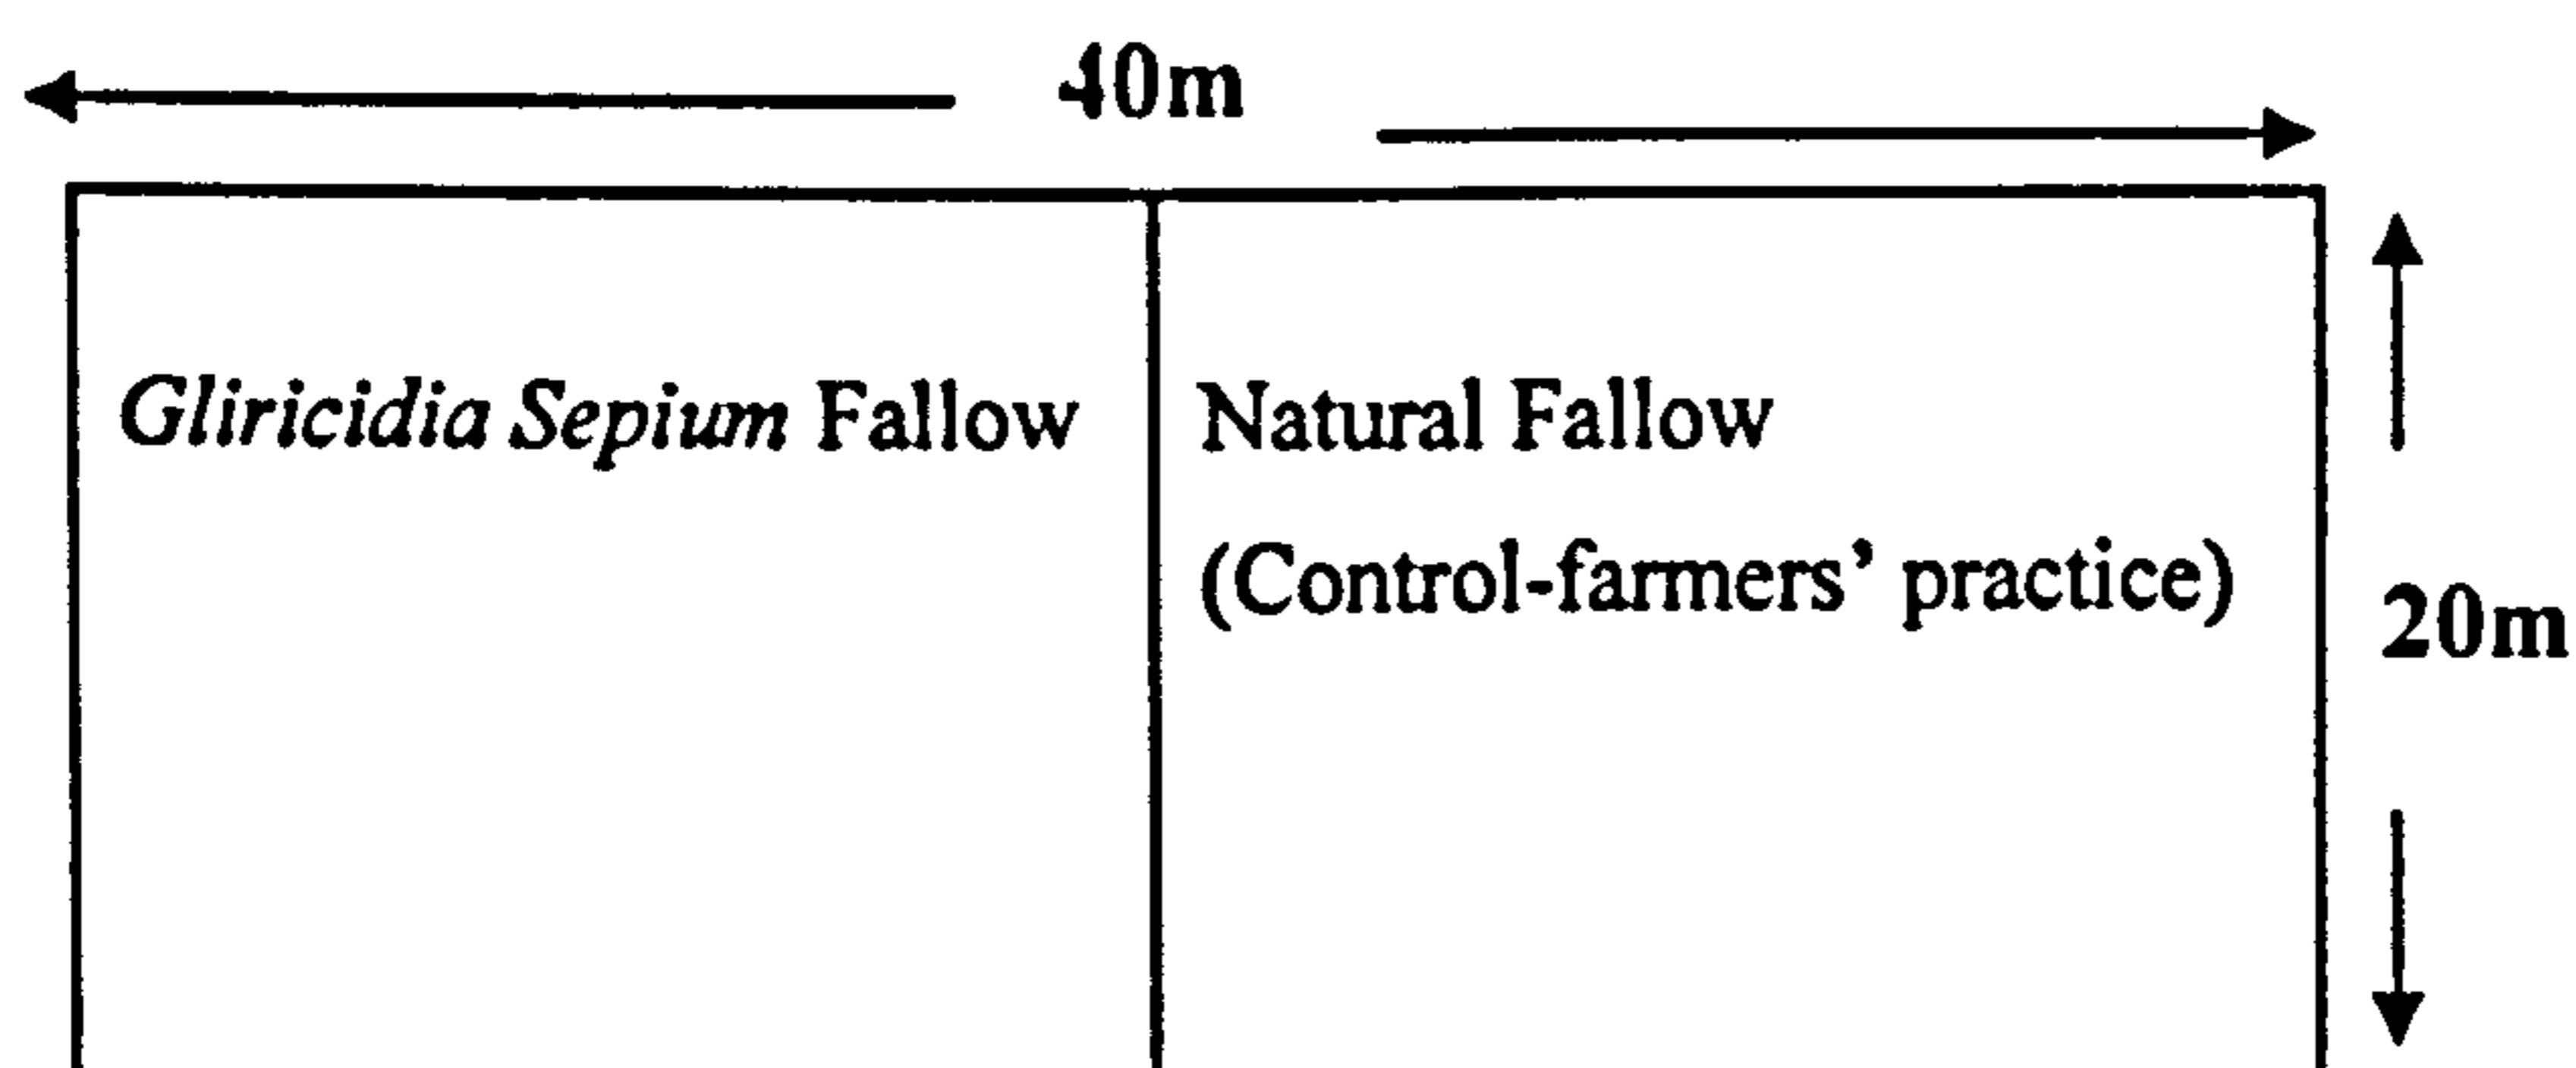 40m
Gliricidia Sepium Fallow
Natural Fallow
(Control-farmers’ practice)
20m